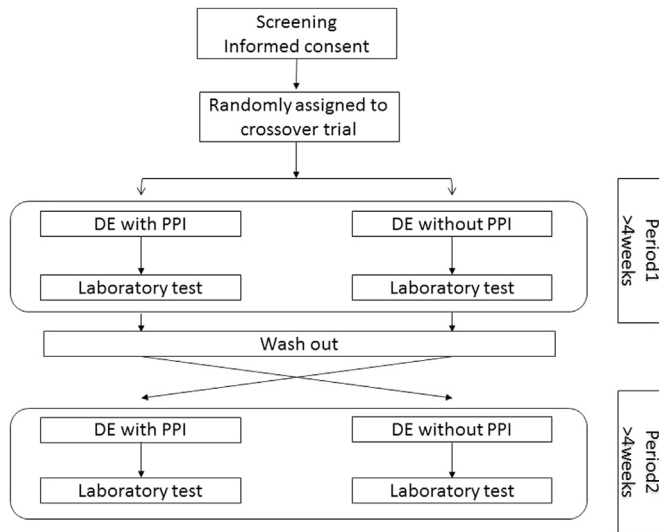 Screening
Informed consent
Randomly assigned to
crossover trial
DE with PPI
DE without PPI
Laboratory test
Laboratory test
Period1
>4weeks
Wash out
DE with PPI
DE without PPI
Laboratory test
Laboratory test
Period2
>4weeks